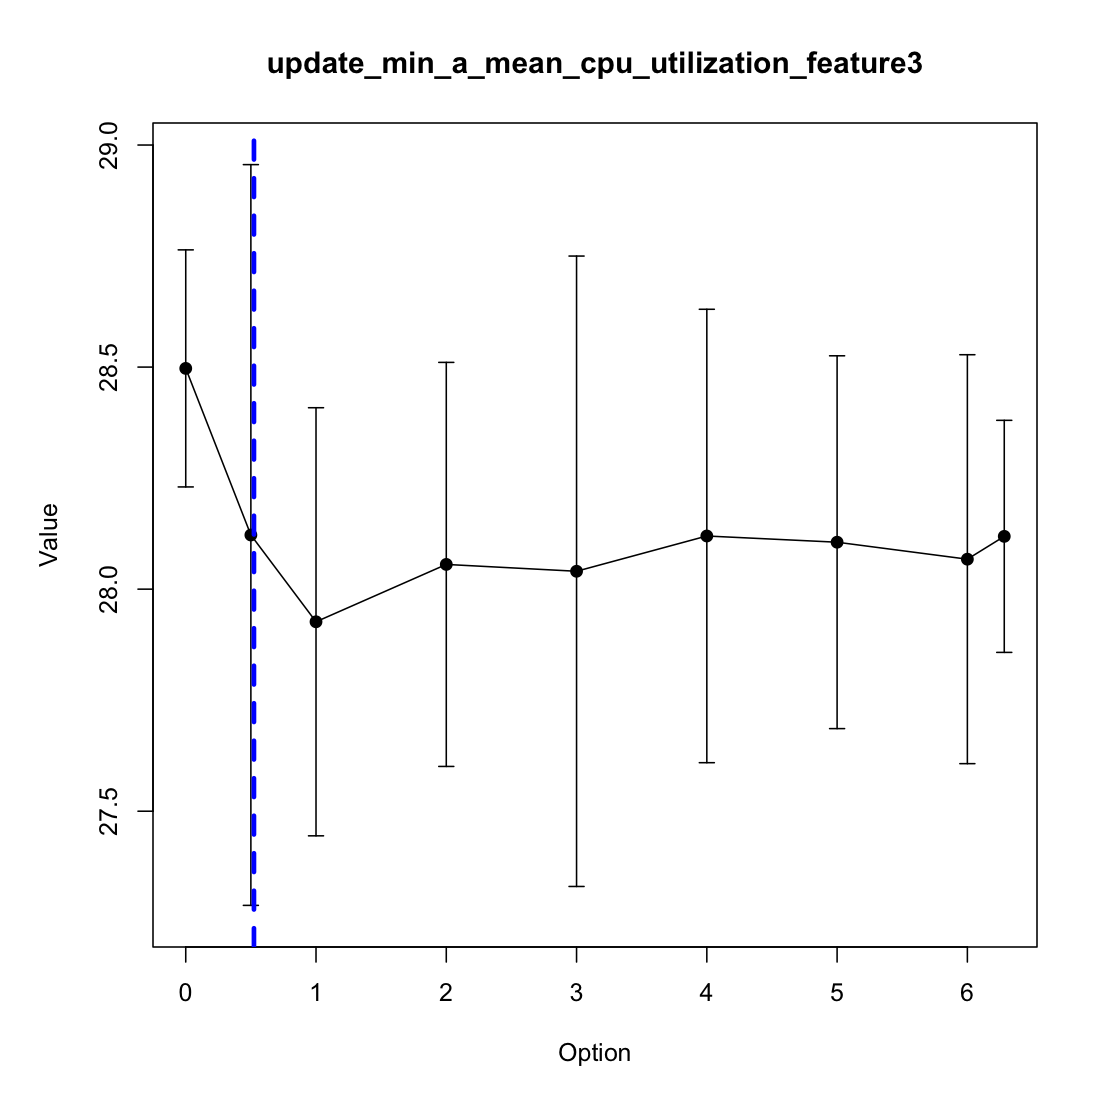 update_min_a_mean_cpu_utilization_feature3
29.0
28.5
28.0
27.5
Value
0 1 2 3 4 5 6
Option